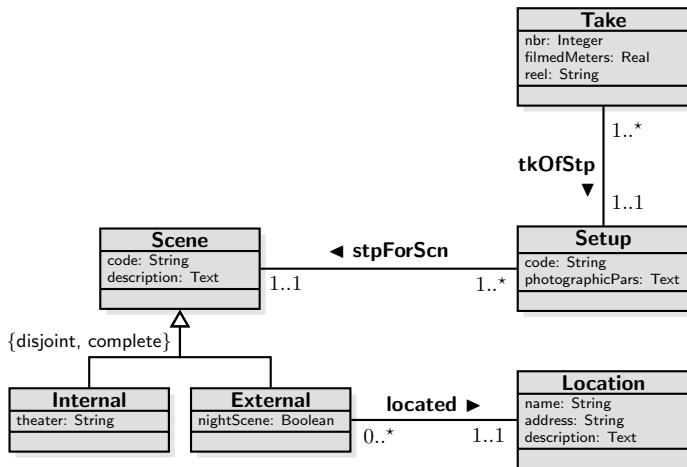 Take
nbr: Integer
filmedMeters: Real
reel: String
1..*
tkOfStp
▼
1..1
Scene
code: String
description: Text
◄ stpForScn
1..1
1..*
Setup
code: String
photographicPars: Text
{disjoint, complete}
Internal
theater: String
External
nightScene: Boolean
located ►
0..*
1..1
Location
name: String
address: String
description: Text